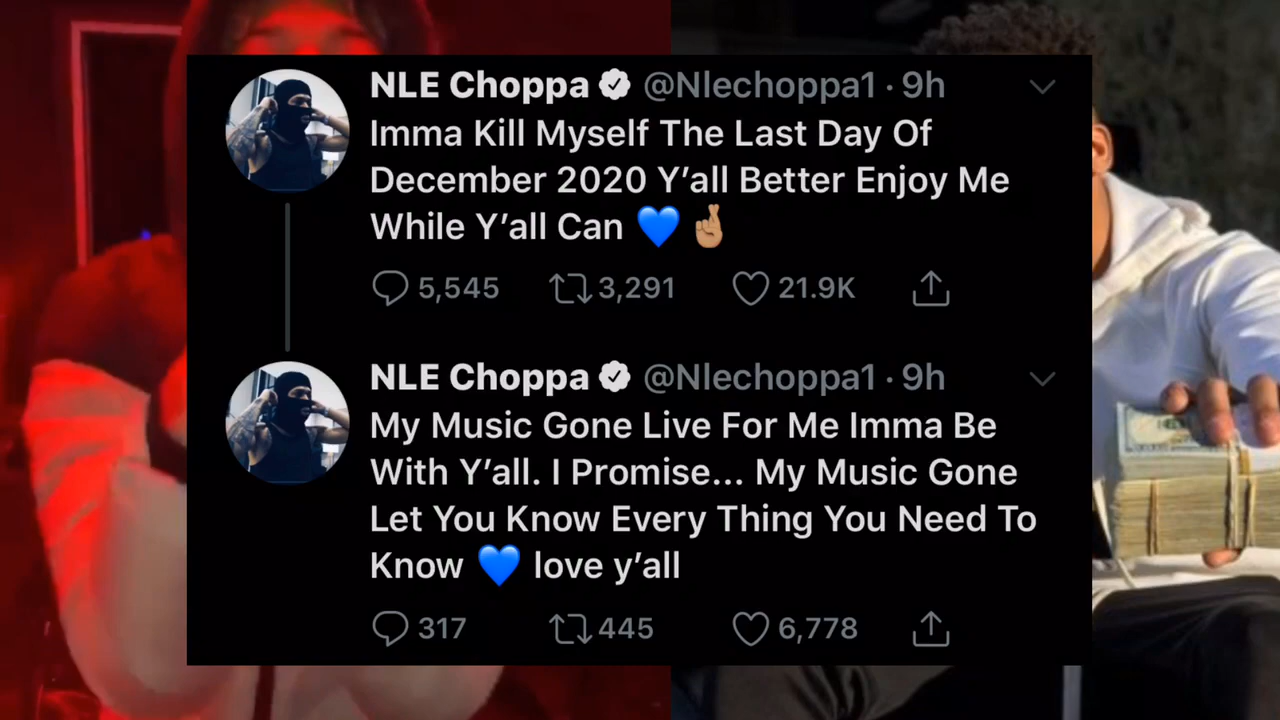 NLE Choppa @Nlechoppa1 · 9h
Imma Kill Myself The Last Day Of
December 2020 Y’all Better Enjoy Me
While Y’all Can 💙 🤞🏽
5,545 3,291 21.9K
NLE Choppa @Nlechoppa1 · 9h
My Music Gone Live For Me Imma Be
With Y’all. I Promise... My Music Gone
Let You Know Every Thing You Need To
Know 💙 love y’all
317 445 6,778